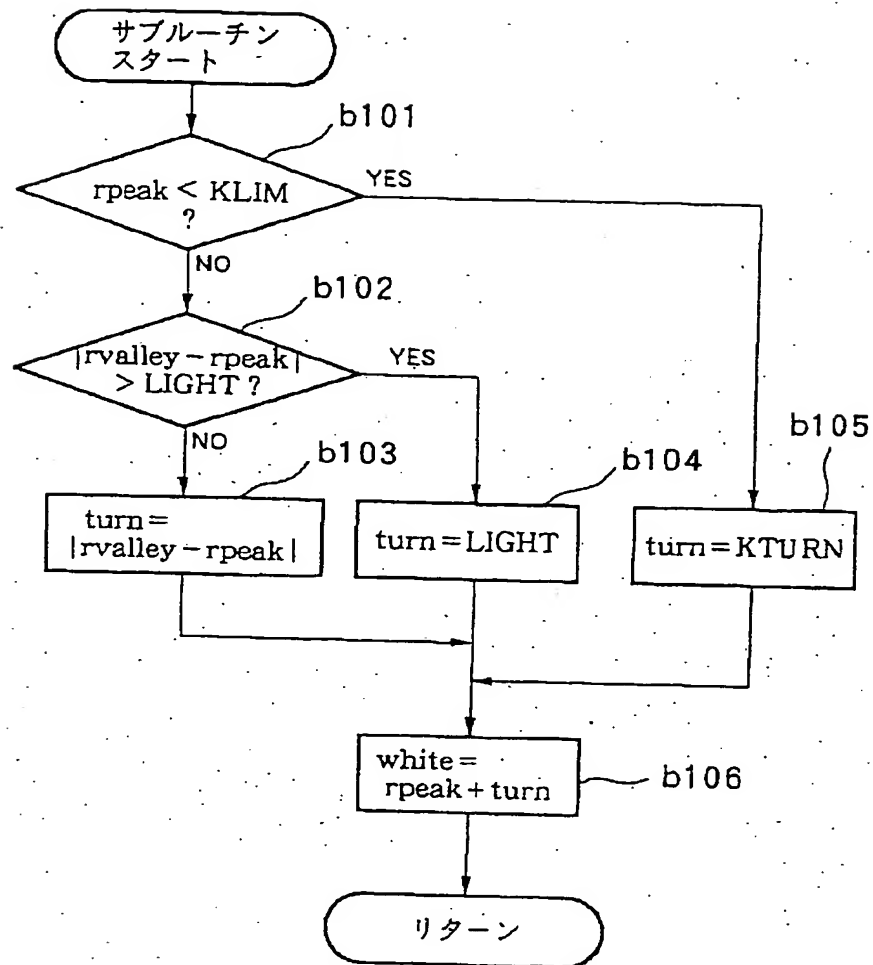 サブルーチン
スタート
b101
rpeak < KLIM
?
YES
NO
b102
|rvalley－rpeak|
> LIGHT ?
YES
NO
b103
turn＝
|rvalley－rpeak|
b104
turn＝LIGHT
b105
turn＝KTURN
white＝
rpeak＋turn
b106
リターン